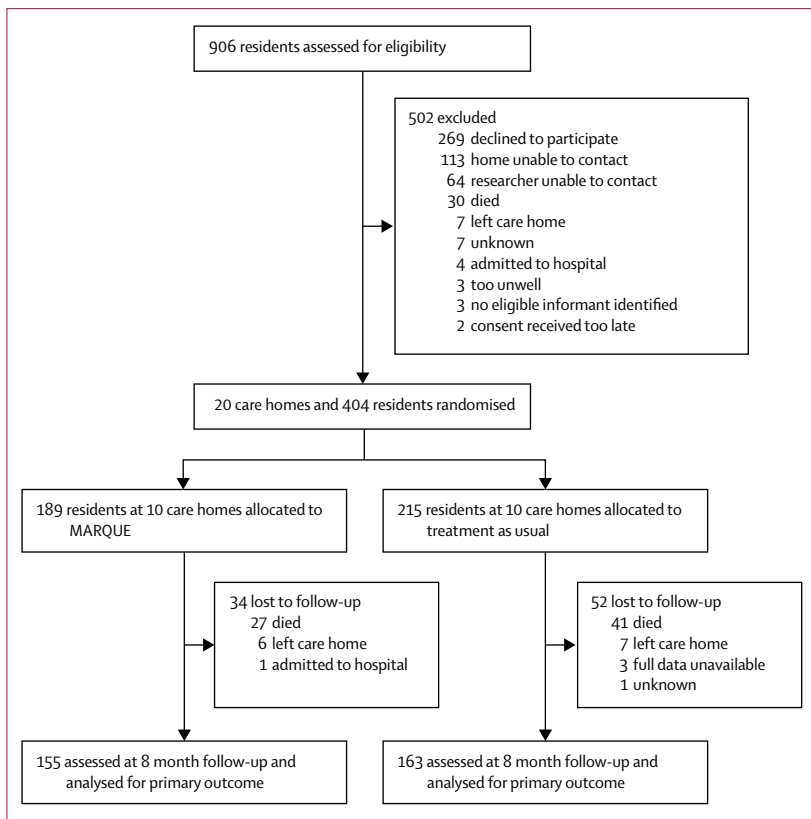 906 residents assessed for eligibility
502 excluded
269 declined to participate
113 home unable to contact
64 researcher unable to contact
30 died
7 left care home
7 unknown
4 admitted to hospital
3 too unwell
3 no eligible informant identified
2 consent received too late
20 care homes and 404 residents randomised
189 residents at 10 care homes allocated to
MARQUE
215 residents at 10 care homes allocated to
treatment as usual
34 lost to follow-up
27 died
6 left care home
1 admitted to hospital
52 lost to follow-up
41 died
7 left care home
3 full data unavailable
1 unknown
155 assessed at 8 month follow-up and
analysed for primary outcome
163 assessed at 8 month follow-up and
analysed for primary outcome